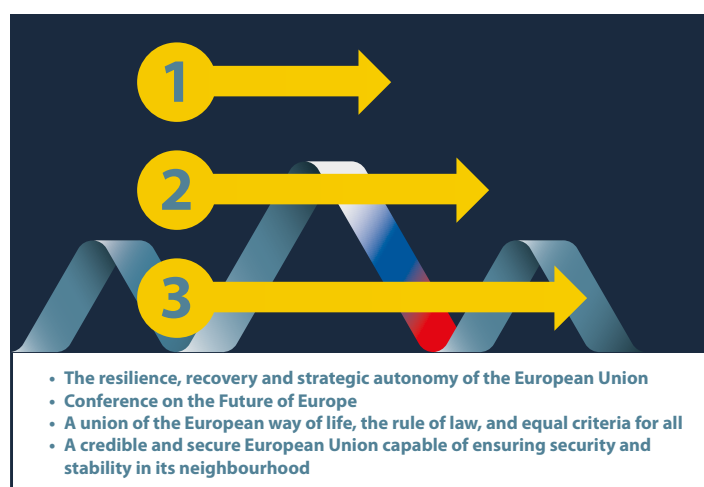 1
2
3
• The resilience, recovery and strategic autonomy of the European Union
• Conference on the Future of Europe
• A union of the European way of life, the rule of law, and equal criteria for all
• A credible and secure European Union capable of ensuring security and
stability in its neighbourhood